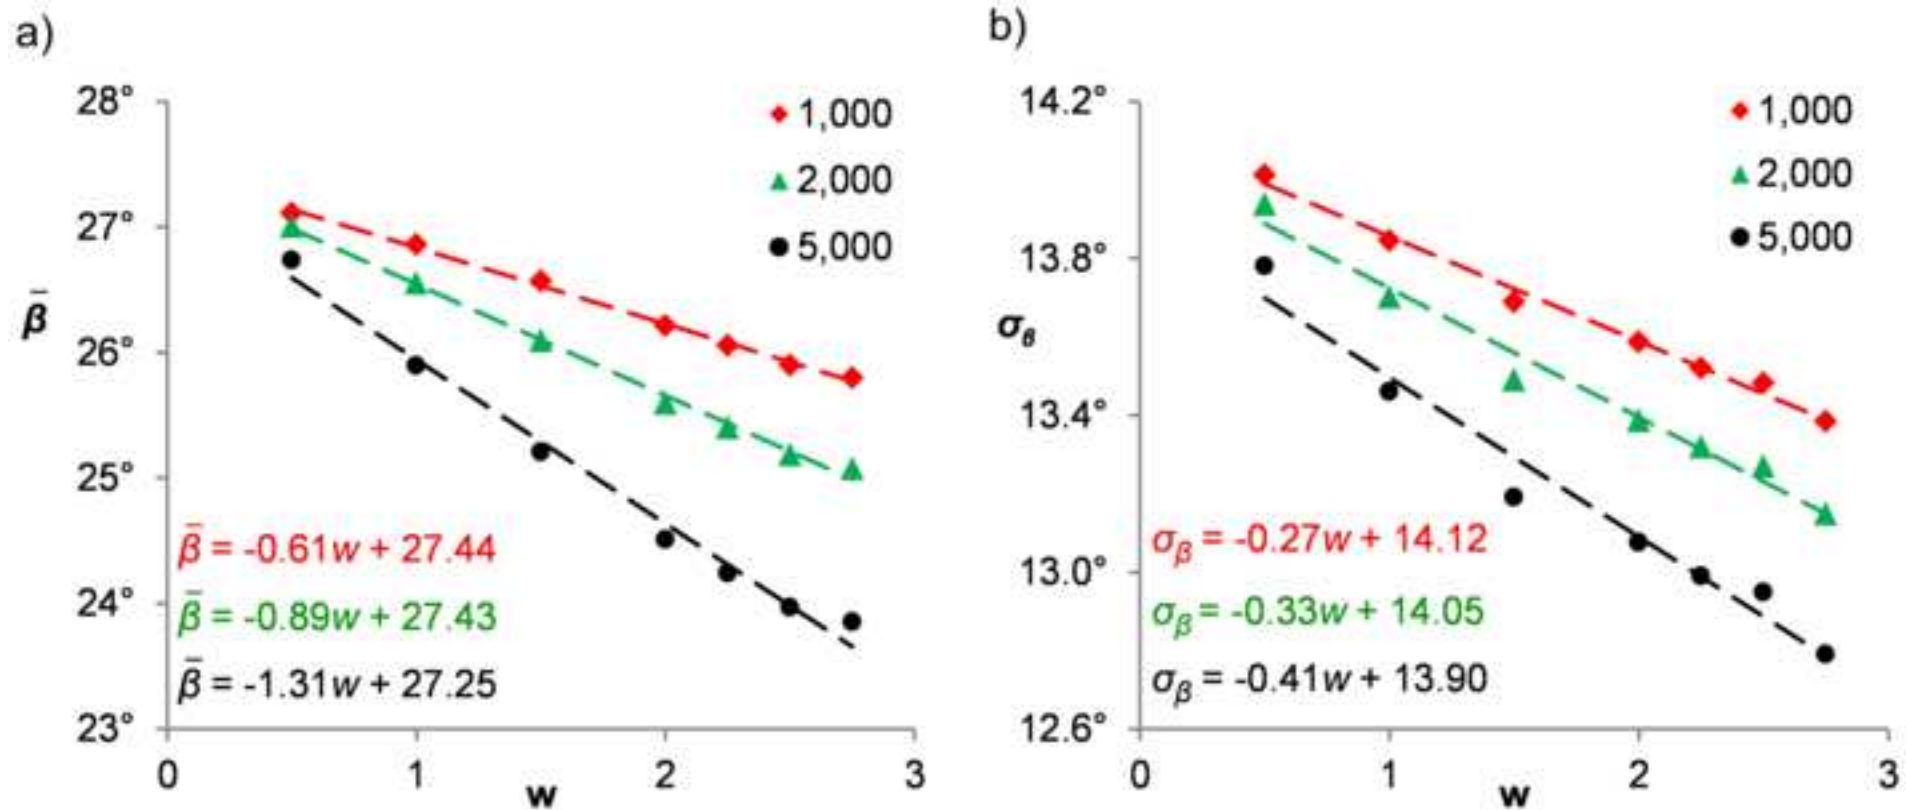 a)
28°
27°
26°
25°
24°
23°
β̄
1,000
2,000
5,000
β̄ = -0.61w + 27.44
β̄ = -0.89w + 27.43
β̄ = -1.31w + 27.25
0 1 2 3
w
b)
14.2°
13.8°
13.4°
13.0°
12.6°
σβ
1,000
2,000
5,000
σβ = -0.27w + 14.12
σβ = -0.33w + 14.05
σβ = -0.41w + 13.90
0 1 2 3
w